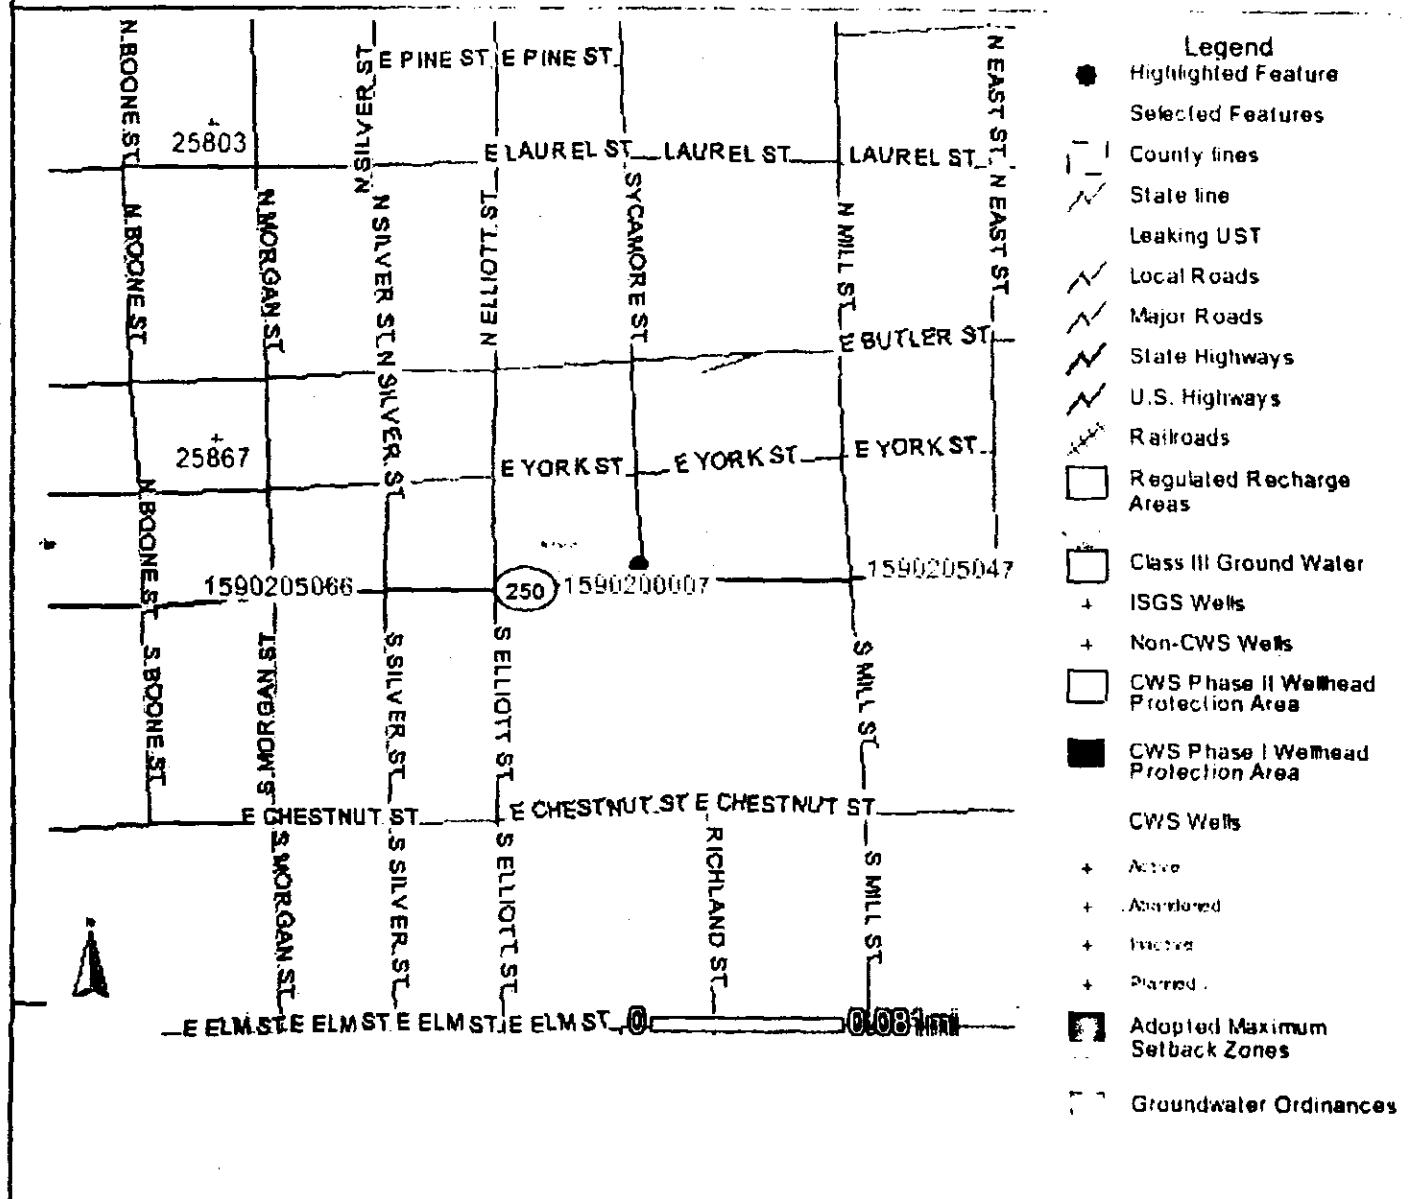 N BOONE ST
N SILVER ST
E PINE ST
E PINE ST
N EAST ST
25803
E LAUREL ST
LAUREL ST
LAUREL ST
N BOONE ST
N MORGAN ST
N SILVER ST
N ELLIOTT ST
SYCAMORE ST
N MILL ST
N EAST ST
E BUTLER ST
N SILVER ST
25867
E YORK ST
E YORK ST
E YORK ST
N BOONE ST
1590205066
250
1590200007
1590205047
S BOONE ST
S MORGAN ST
S SILVER ST
S ELLIOTT ST
S MILL ST
E CHESTNUT ST
E CHESTNUT ST
E CHESTNUT ST
S MORGAN ST
S SILVER ST
S ELLIOTT ST
RICHLAND ST
S MILL ST
E ELM ST
E ELM ST
E ELM ST
E ELM ST
0
0.081mi
Legend
Highlighted Feature
Selected Features
County lines
State line
Leaking UST
Local Roads
Major Roads
State Highways
U.S. Highways
Railroads
Regulated Recharge
Areas
Class III Ground Water
ISGS Wells
Non-CWS Wells
CWS Phase II Wellhead
Protection Area
CWS Phase I Wellhead
Protection Area
CWS Wells
Active
Abandoned
Inactive
Planned
Adopted Maximum
Setback Zones
Groundwater Ordinances